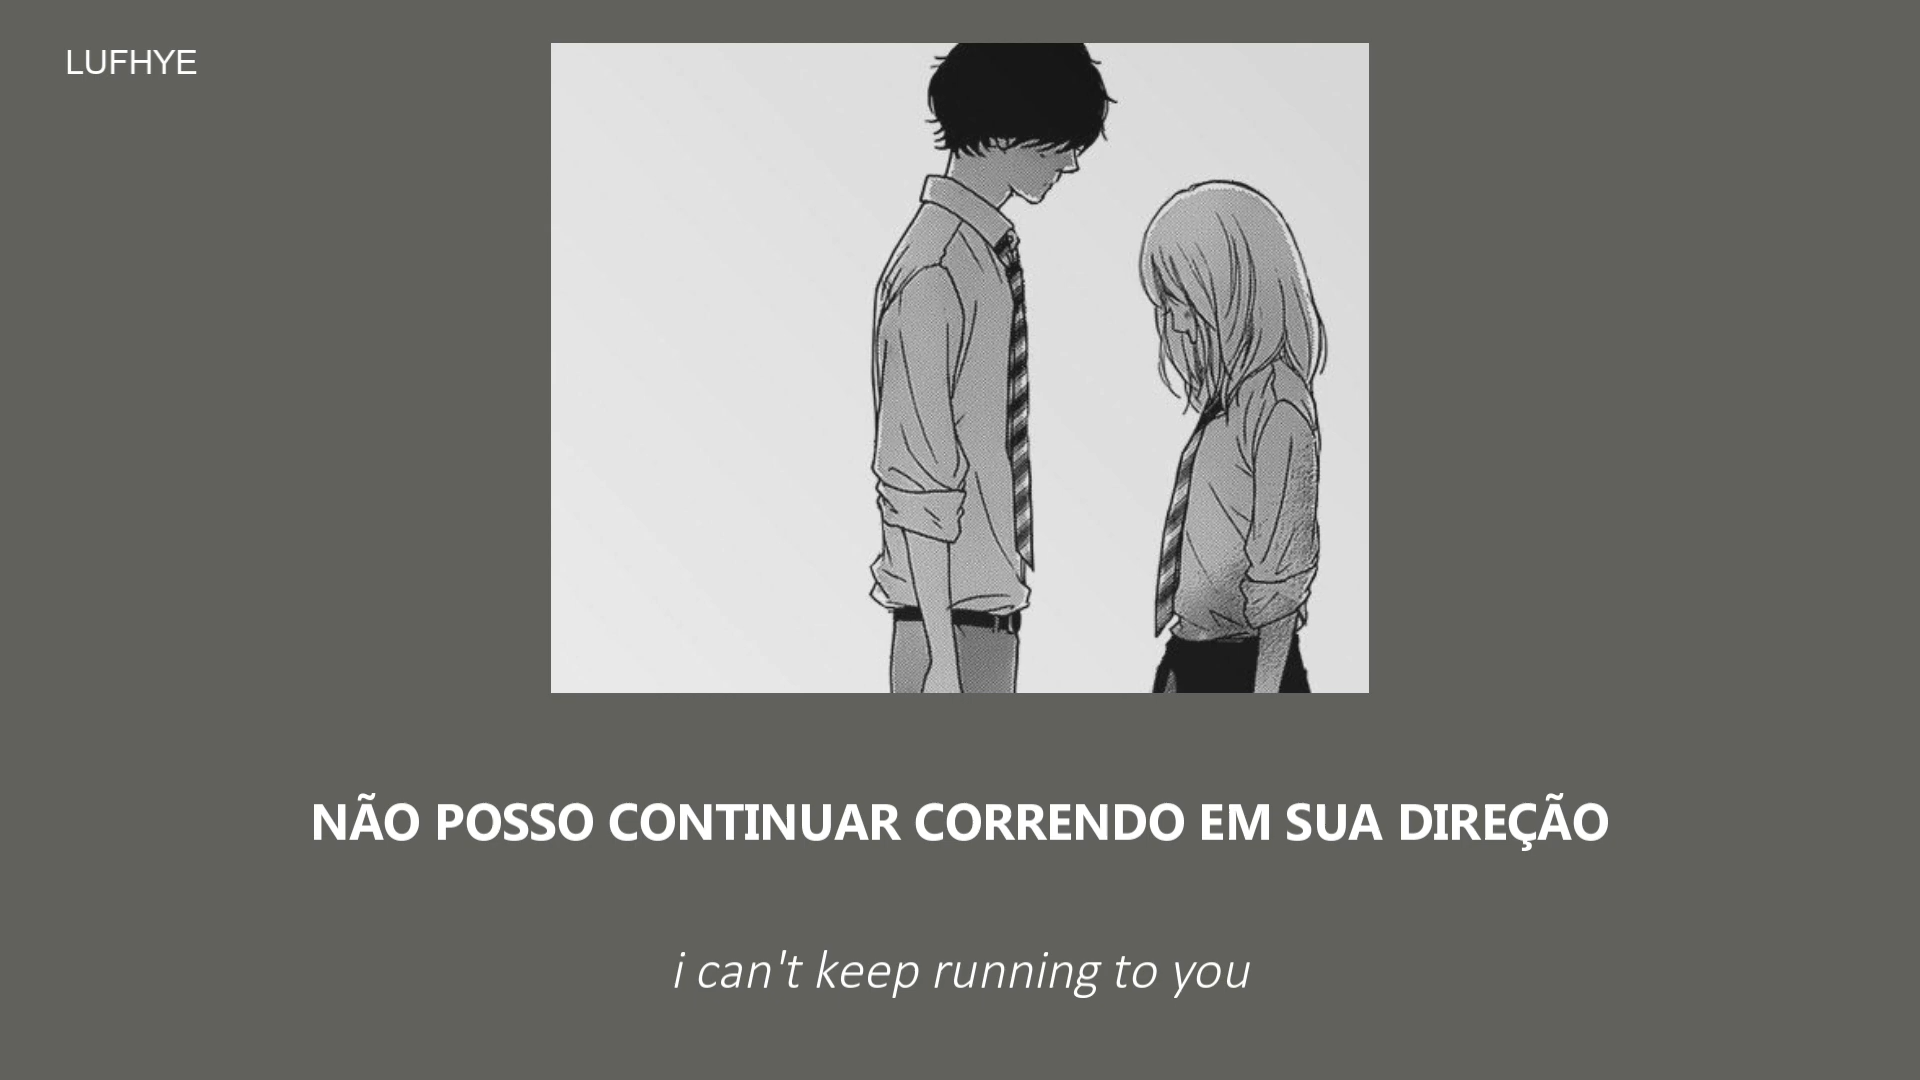 LUFHYE
NÃO POSSO CONTINUAR CORRENDO EM SUA DIREÇÃO
i can't keep running to you